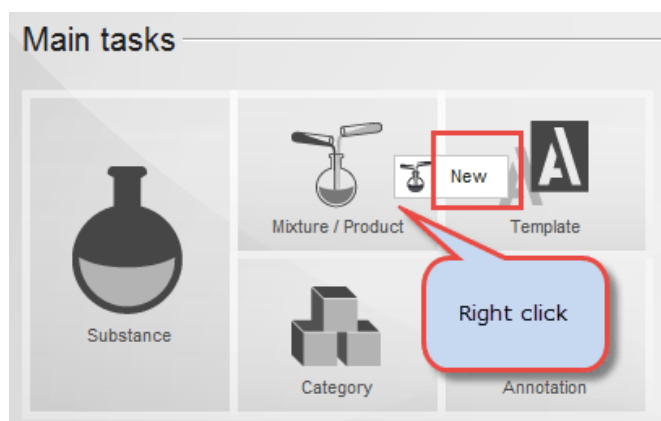 Main tasks
New
Mixture / Product
Template
Right click
Substance
Category
Annotation